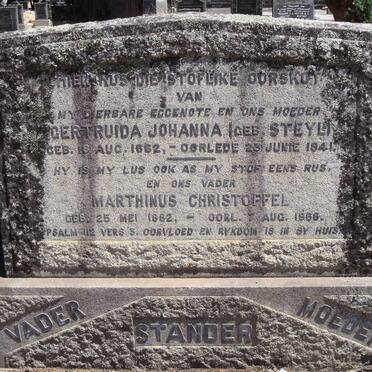 HIER RUS DIE STOFLIKE OORSKOT
VAN
MY DIERBARE EGGENOTE EN ONS MOEDER
GERTRUIDA JOHANNA (GEB. STEYL)
GEB. AUG. 1882, - OORLEDE 23 JUNIE 1941.
HY IS MY LUS OOK AS MY STOF EENS RUS.
EN ONS VADER
MARTHINUS CHRISTOFFEL
GEB. 25 MEI 1882, - OORL. 7 AUG. 1966.
PSALM 112 VERS 3. OORVLOED EN RYKDOM IS IN SY HUIS
VADER STANDER MOEDER